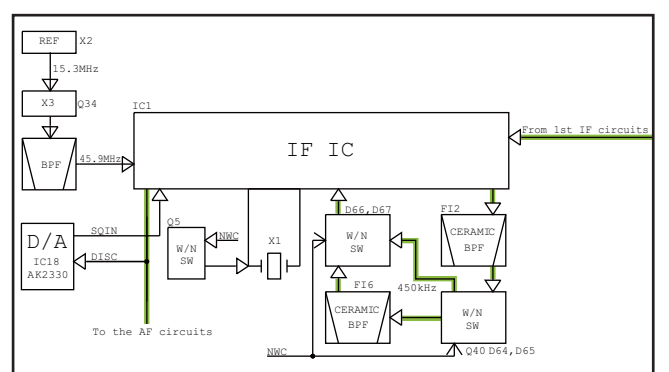 REF X2
15.3MHz
X3 Q34
IC1
From 1st IF circuits
IF IC
BPF 45.9MHz
D66,D67 FI2
Q5
D/A SQIN NWC X1 W/N CERAMIC
IC18 DISC W/N SW BPF
AK2330 SW
FI6 450kHz
CERAMIC W/N
To the AF circuits BPF SW
NWC Q40 D64,D65